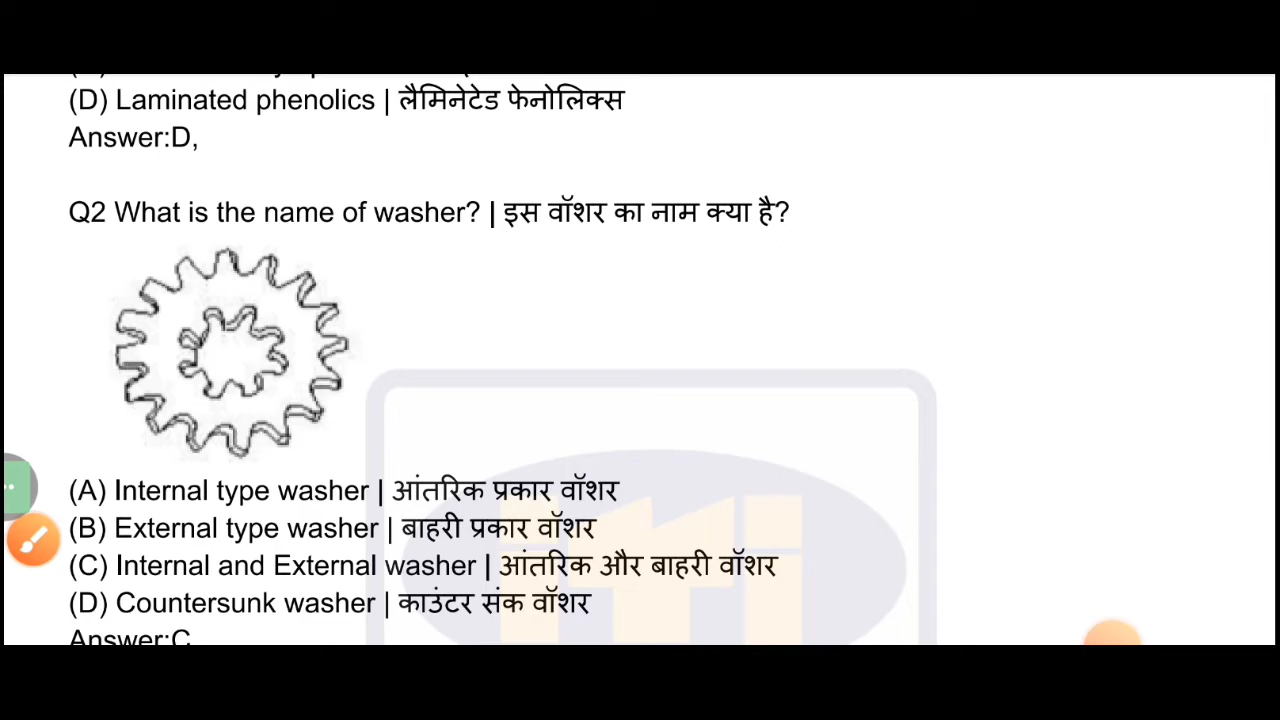 (D) Laminated phenolics | लैमिनेटेड फेनोलिक्स
Answer:D,
Q2 What is the name of washer? | इस वॉशर का नाम क्या है?
(A) Internal type washer | आंतरिक प्रकार वॉशर
(B) External type washer | बाहरी प्रकार वॉशर
(C) Internal and External washer | आंतरिक और बाहरी वॉशर
(D) Countersunk washer | काउंटर संक वॉशर
Answer:C
iTi